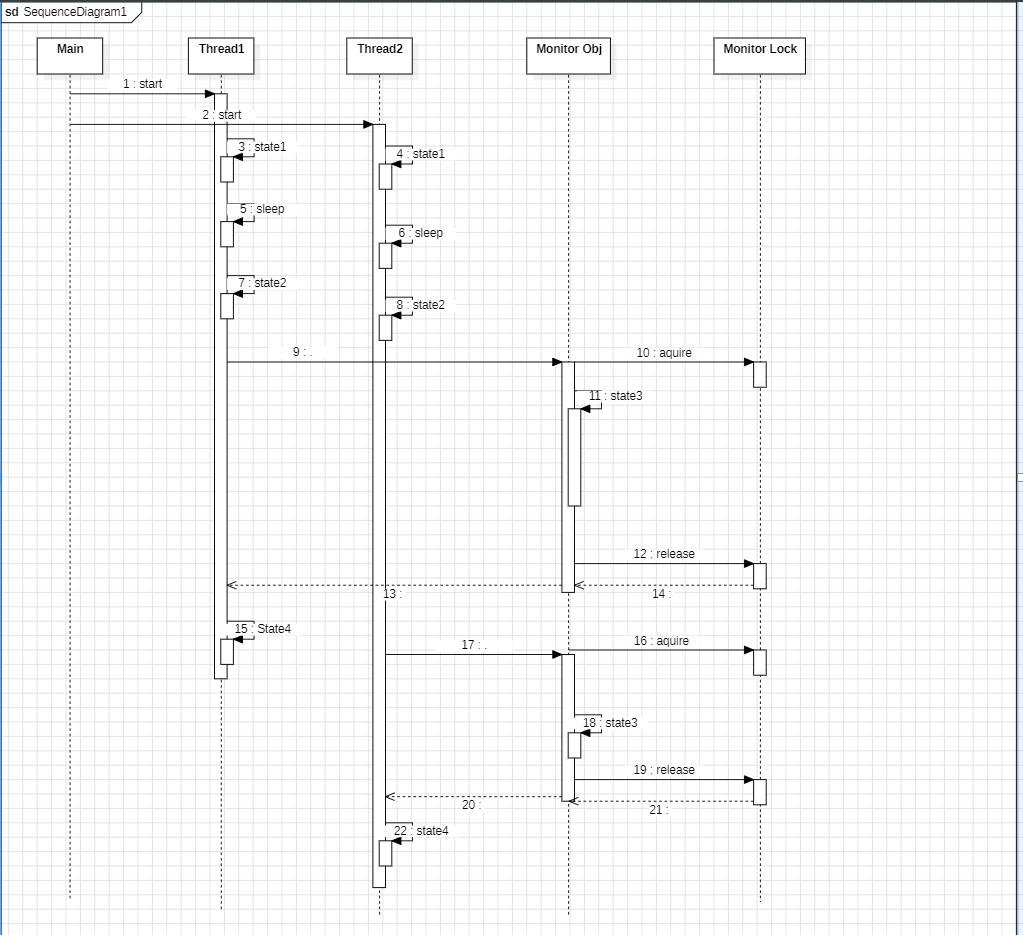 sd SequenceDiagram1
Main
Thread1
Thread2
Monitor Obj
Monitor Lock
1 : start
2 : start
3 : state1
4 : state1
5 : sleep
6 : sleep
7 : state2
8 : state2
9 : .
10 : aquire
11 : state3
12 : release
13 :
14 :
15 : State4
16 : aquire
17 : .
18 : state3
19 : release
20 :
21 :
22 : state4